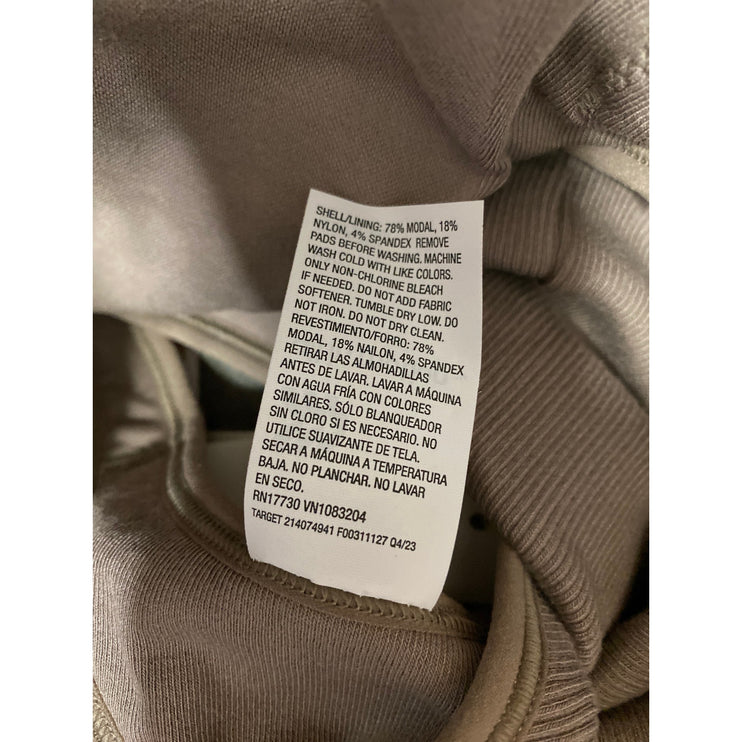 SHELL/LINING: 78% MODAL, 18%
NYLON, 4% SPANDEX REMOVE
PADS BEFORE WASHING. MACHINE
WASH COLD WITH LIKE COLORS.
ONLY NON-CHLORINE BLEACH
IF NEEDED. DO NOT ADD FABRIC
SOFTENER. TUMBLE DRY LOW. DO
NOT IRON. DO NOT DRY CLEAN.
REVESTIMIENTO/FORRO: 78%
MODAL, 18% NAILON, 4% SPANDEX
RETIRAR LAS ALMOHADILLAS
ANTES DE LAVAR. LAVAR A MÁQUINA
CON AGUA FRÍA CON COLORES
SIMILARES. SÓLO BLANQUEADOR
SIN CLORO SI ES NECESARIO. NO
UTILICE SUAVIZANTE DE TELA.
SECAR A MÁQUINA A TEMPERATURA
BAJA. NO PLANCHAR. NO LAVAR
EN SECO.
RN17730 VN1083204
TARGET 214074941 F00311127 Q4/23